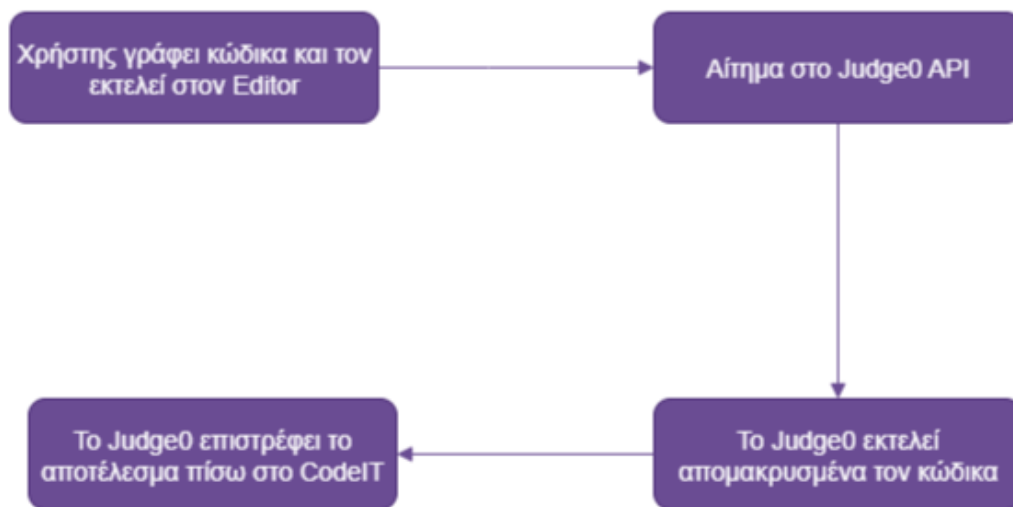 Χρήστης γράφει κώδικα και τον
εκτελεί στον Editor
Αίτημα στο Judge0 API
Το Judge0 εκτελεί
απομακρυσμένα τον κώδικα
Το Judge0 επιστρέφει το
αποτέλεσμα πίσω στο CodeIT